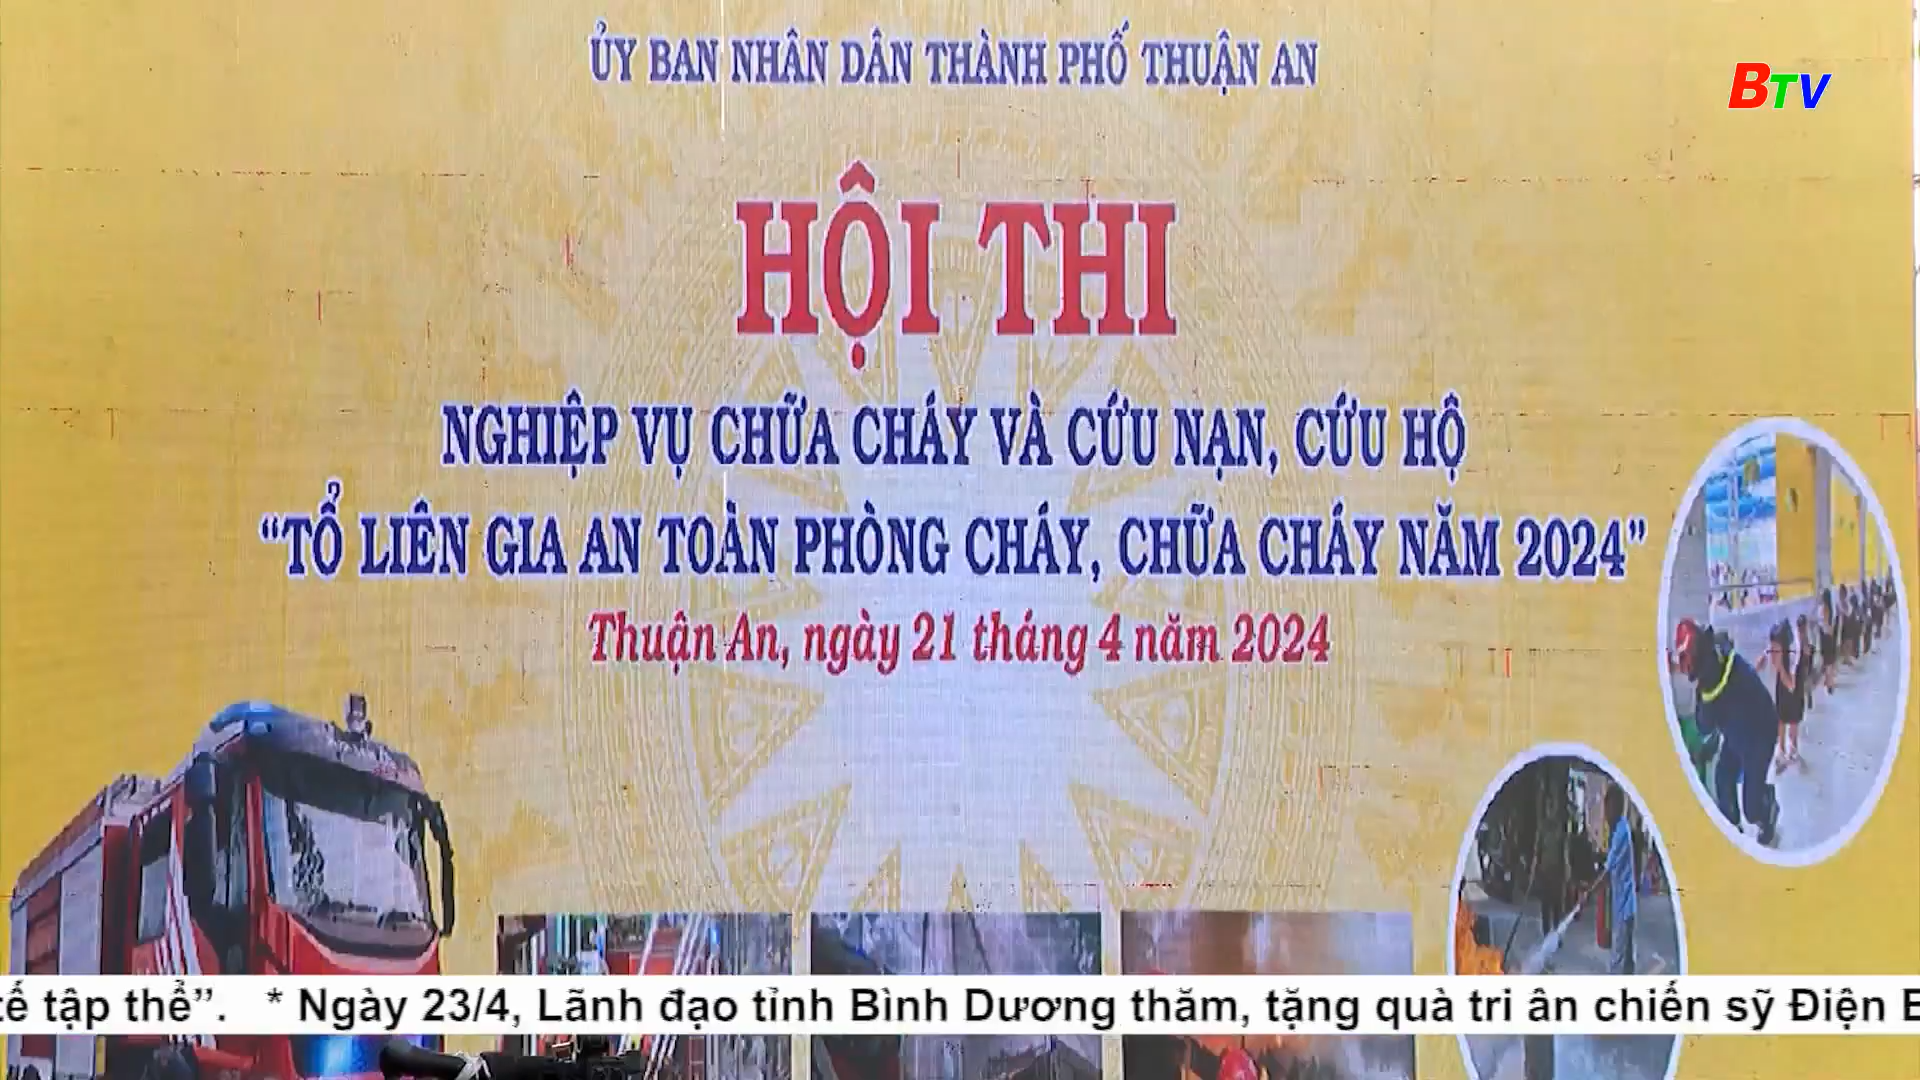 ỦY BAN NHÂN DÂN THÀNH PHỐ THUẬN AN
BTV
HỘI THI
NGHIỆP VỤ CHỮA CHÁY VÀ CỨU NẠN, CỨU HỘ
“TỔ LIÊN GIA AN TOÀN PHÒNG CHÁY, CHỮA CHÁY NĂM 2024”
Thuận An, ngày 21 tháng 4 năm 2024
tế tập thể”. * Ngày 23/4, Lãnh đạo tỉnh Bình Dương thăm, tặng quà tri ân chiến sỹ Điện